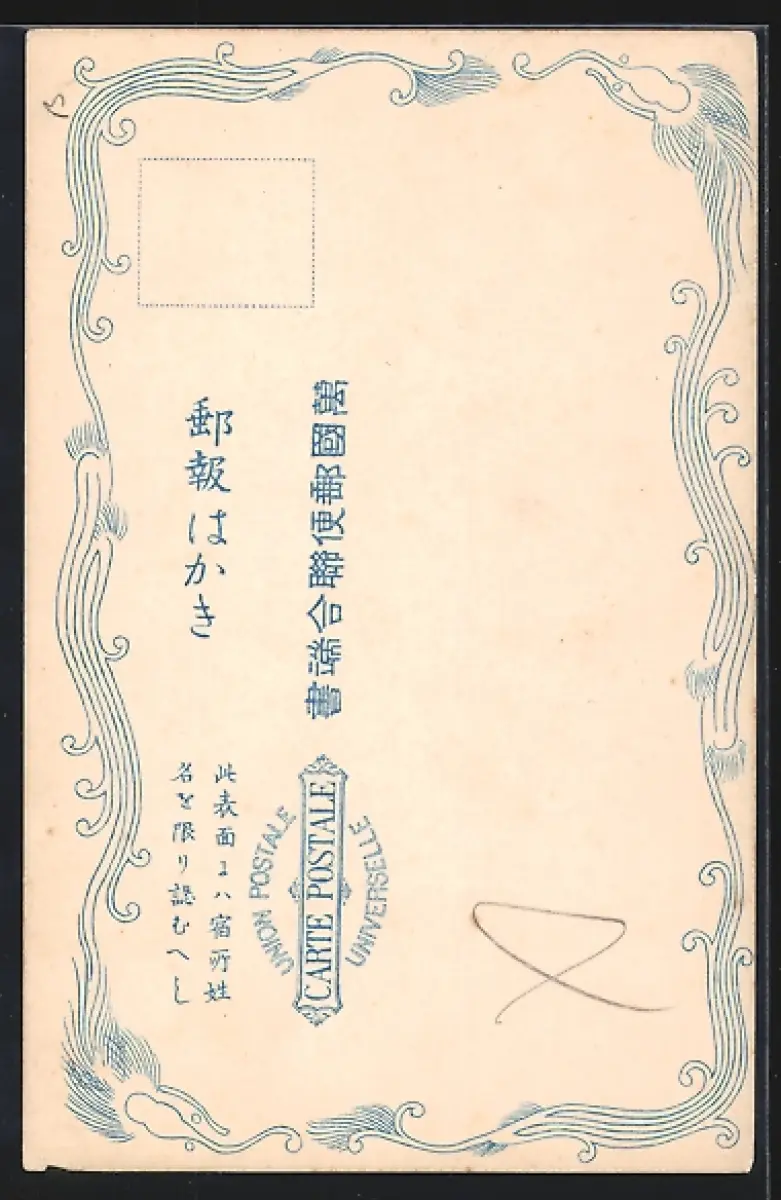 萬國郵便聯合端書
郵報はかき
此表面ニハ宿所姓
名を限り認むへし
UNION POSTALE
CARTE POSTALE
UNIVERSELLE